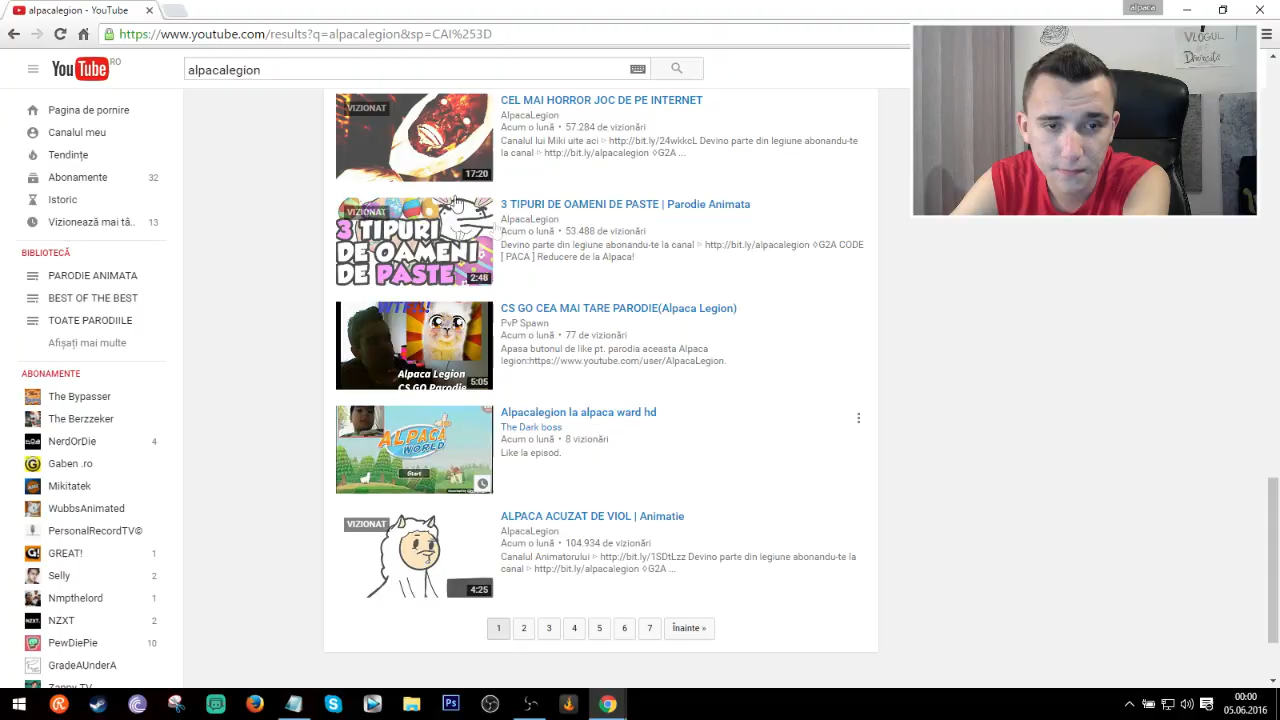 alpacalegion - YouTube
alpaca
https://www.youtube.com/results?q=alpacalegion&sp=CAI%253D
YouTube RO
alpacalegion
VLOGUL
de
Duminică
Pagina de pornire
Canalul meu
Tendințe
Abonamente 32
Istoric
Vizionează mai tâ.. 13
BIBLIOTECĂ
PARODIE ANIMATA
BEST OF THE BEST
TOATE PARODIILE
Afișați mai multe
ABONAMENTE
The Bypasser
The Berzzeker
NerdOrDie 4
Gaben .ro
Mikitatek
WubbsAnimated
PersonalRecordTV©
GREAT! 1
Selly 2
Nmpthelord 1
NZXT 2
PewDiePie 10
GradeAUnderA
Zappy TV
VIZIONAT
17:20
CEL MAI HORROR JOC DE PE INTERNET
AlpacaLegion
Acum o lună • 57.284 de vizionări
Canalul lui Miki uite aci ▹ http://bit.ly/24wkkcL Devino parte din legiune abonandu-te
la canal ▹ http://bit.ly/alpacalegion ◊G2A ...
VIZIONAT
3 TIPURI
DE OAMENI
DE PASTE
2:48
3 TIPURI DE OAMENI DE PASTE | Parodie Animata
AlpacaLegion
Acum o lună • 53.488 de vizionări
Devino parte din legiune abonandu-te la canal ▹ http://bit.ly/alpacalegion ◊G2A CODE
[ PACA ] Reducere de la Alpaca!
Alpaca Legion
CS GO Parodie
5:05
CS GO CEA MAI TARE PARODIE(Alpaca Legion)
PvP Spawn
Acum o lună • 77 de vizionări
Apasa butonul de like pt. parodia aceasta Alpaca
legion:https://www.youtube.com/user/AlpacaLegion.
ALPACA
WORLD
Start
Alpacalegion la alpaca ward hd
The Dark boss
Acum o lună • 8 vizionări
Like la episod.
VIZIONAT
4:25
ALPACA ACUZAT DE VIOL | Animatie
AlpacaLegion
Acum o lună • 104.934 de vizionări
Canalul Animatorului ▹ http://bit.ly/1SDtLzz Devino parte din legiune abonandu-te la
canal ▹ http://bit.ly/alpacalegion ◊G2A ...
1 2 3 4 5 6 7 Înainte »
00:00
05.06.2016